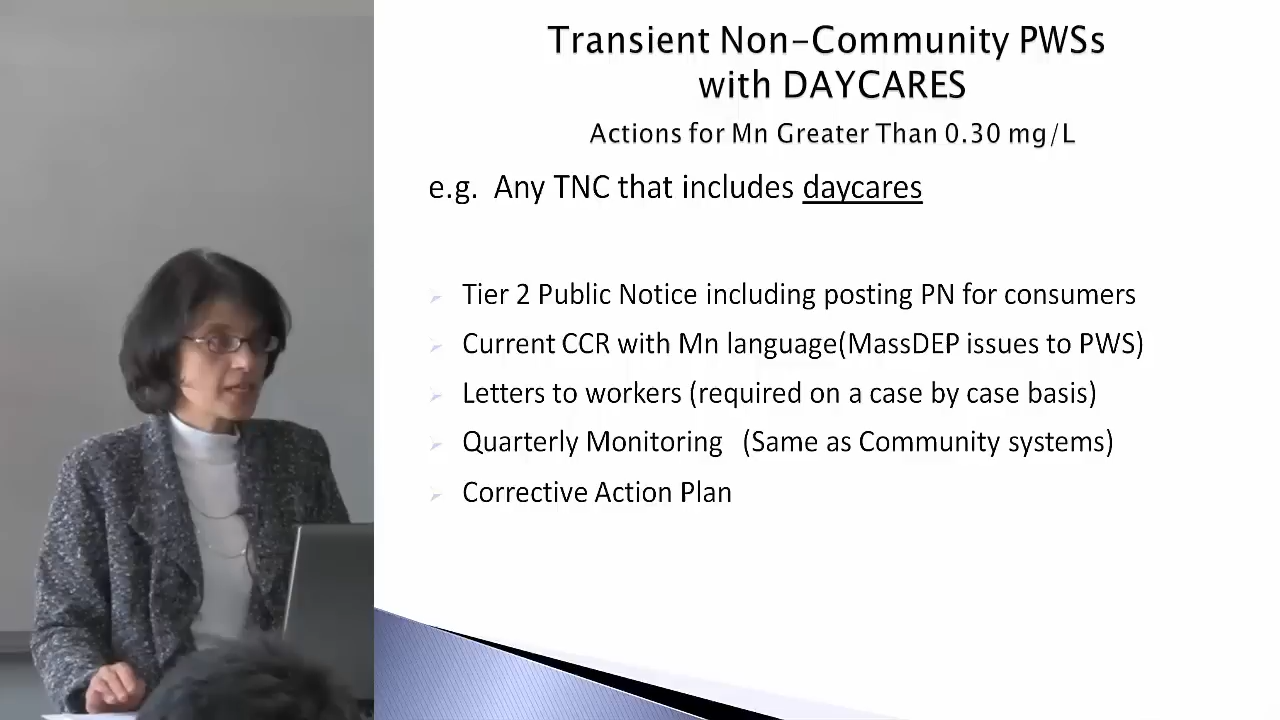 Transient Non-Community PWSs
with DAYCARES
Actions for Mn Greater Than 0.30 mg/L
e.g. Any TNC that includes daycares
Tier 2 Public Notice including posting PN for consumers
Current CCR with Mn language(MassDEP issues to PWS)
Letters to workers (required on a case by case basis)
Quarterly Monitoring (Same as Community systems)
Corrective Action Plan